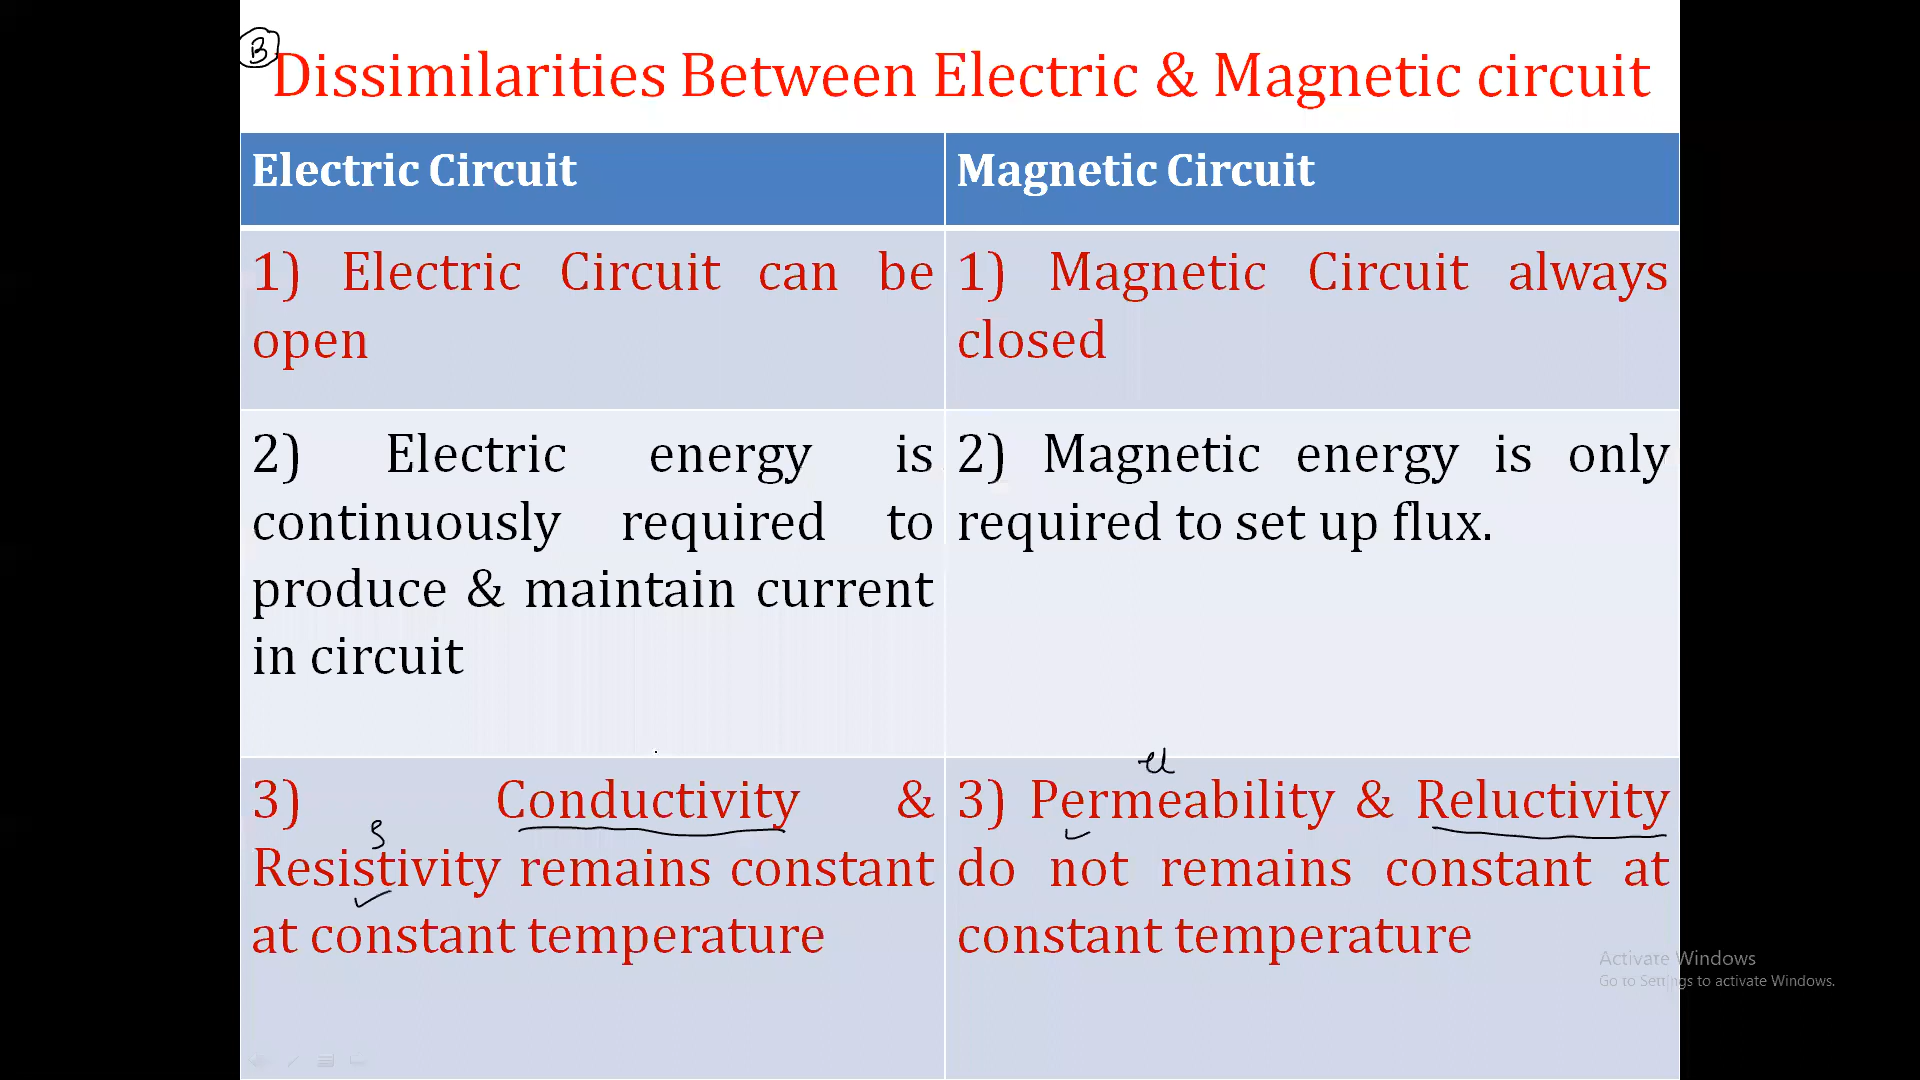 B
Dissimilarities Between Electric & Magnetic circuit
Electric Circuit
Magnetic Circuit
1) Electric Circuit can be
open
1) Magnetic Circuit always
closed
2) Electric energy is
continuously required to
produce & maintain current
in circuit
2) Magnetic energy is only
required to set up flux.
3) Conductivity &
Resistivity remains constant
at constant temperature
3) Permeability & Reluctivity
do not remains constant at
constant temperature
Activate Windows
Go to Settings to activate Windows.